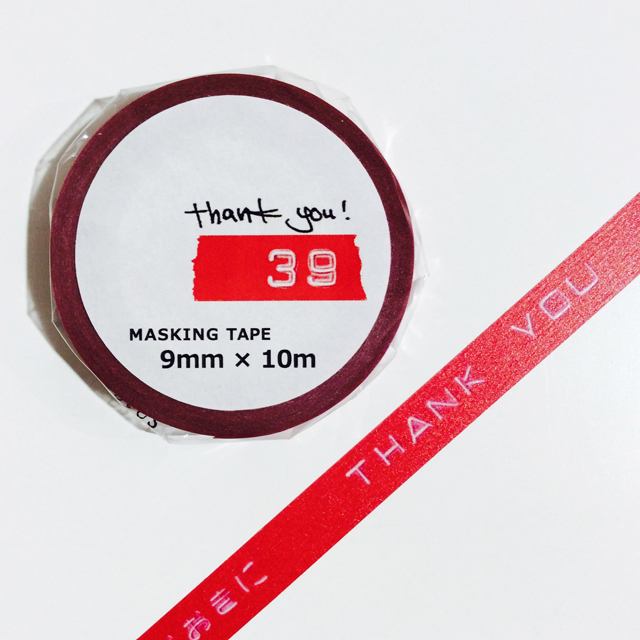 thank you!
39
MASKING TAPE
9mm × 10m
THANK YOU
おおきに